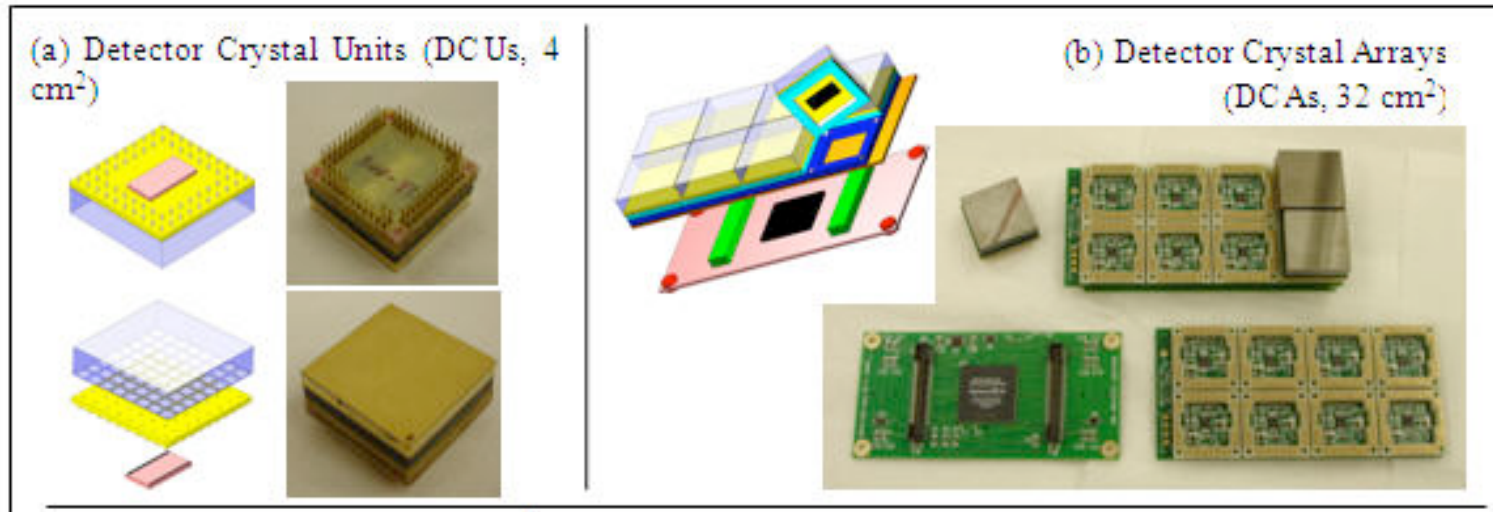 (a) Detector Crystal Units (DCUs, 4
cm²)
(b) Detector Crystal Arrays
(DCAs, 32 cm²)